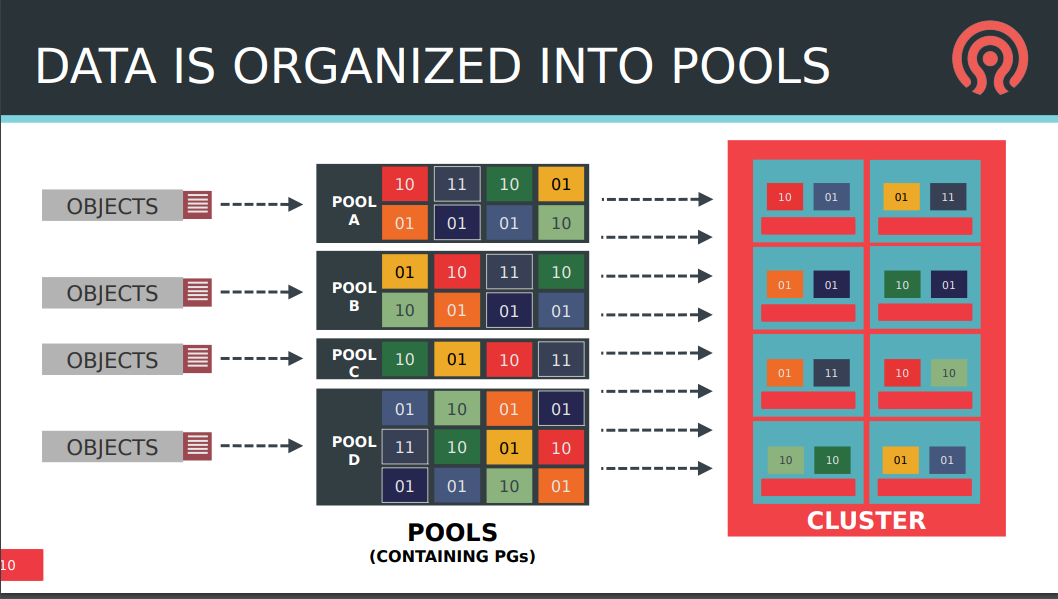 DATA IS ORGANIZED INTO POOLS
OBJECTS
POOL
A
10 11 10 01
01 01 01 10
OBJECTS
POOL
B
01 10 11 10
10 01 01 01
OBJECTS
POOL
C
10 01 10 11
OBJECTS
POOL
D
01 10 01 01
11 10 01 10
01 01 10 01
POOLS
(CONTAINING PGs)
10 01 01 11
01 01 10 01
01 11 10 10
10 10 01 01
CLUSTER
10